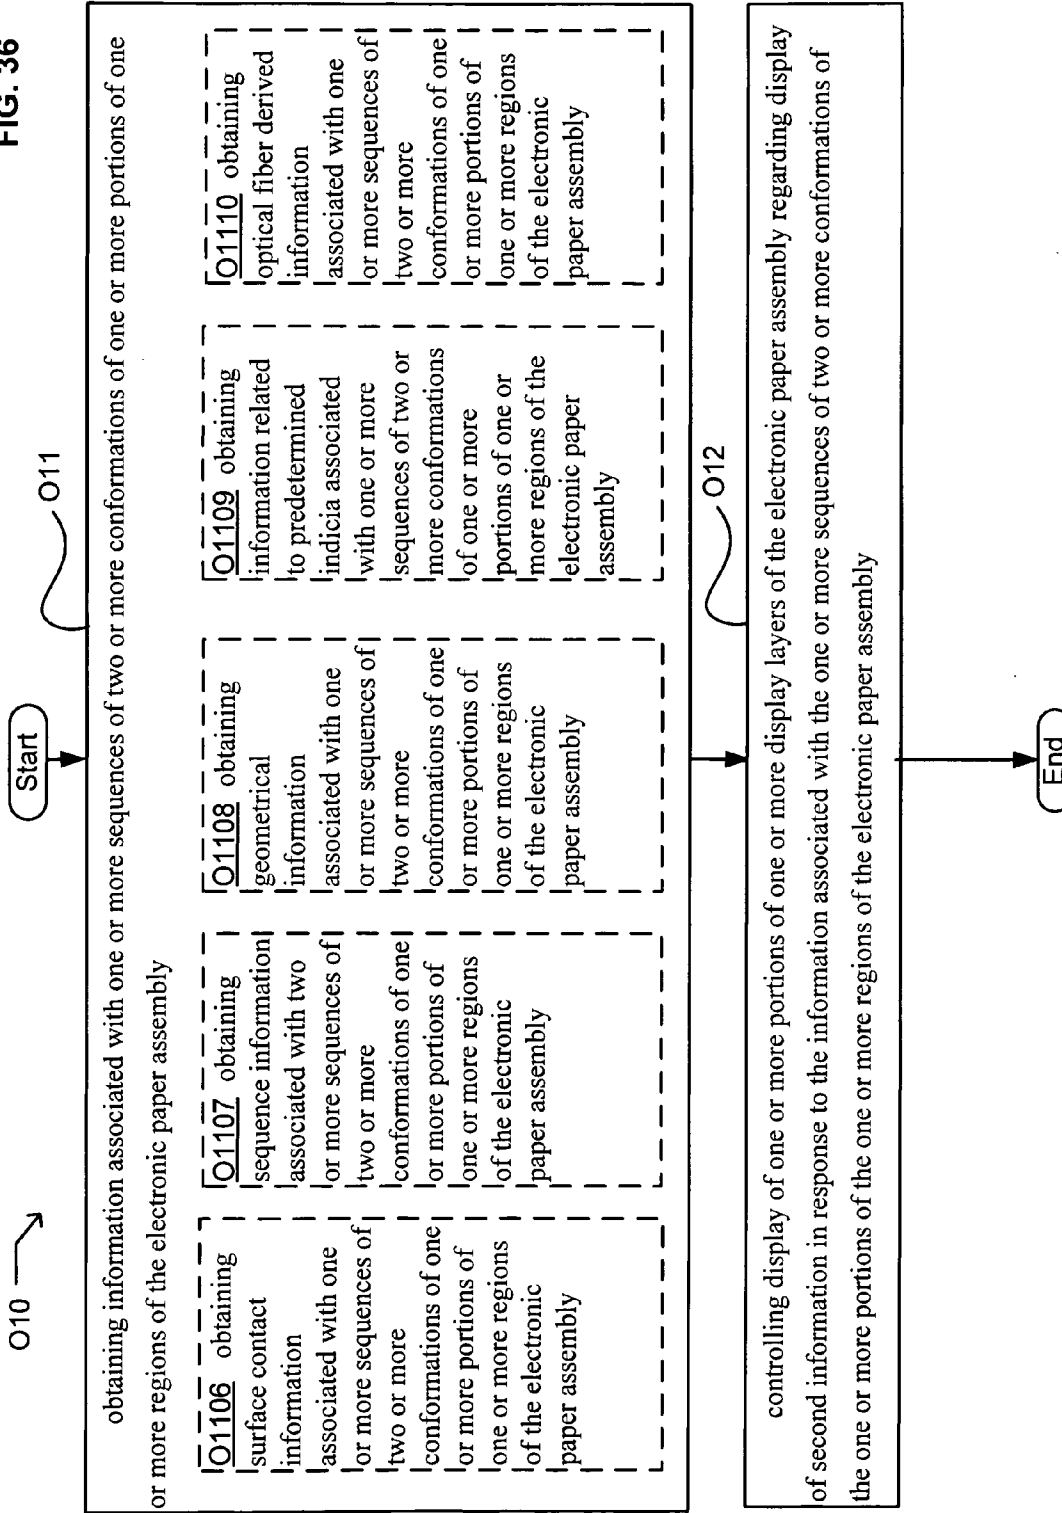 FIG. 36
O10
Start
O11
obtaining information associated with one or more sequences of two or more conformations of one or more portions of one
or more regions of the electronic paper assembly
O1106 obtaining
surface contact
information
associated with one
or more sequences of
two or more
conformations of one
or more portions of
one or more regions
of the electronic
paper assembly
O1107 obtaining
sequence information
associated with two
or more sequences of
two or more
conformations of one
or more portions of
one or more regions
of the electronic
paper assembly
O1108 obtaining
geometrical
information
associated with one
or more sequences of
two or more
conformations of one
or more portions of
one or more regions
of the electronic
paper assembly
O1109 obtaining
information related
to predetermined
indicia associated
with one or more
sequences of two or
more conformations
of one or more
portions of one or
more regions of the
electronic paper
assembly
O1110 obtaining
optical fiber derived
information
associated with one
or more sequences of
two or more
conformations of one
or more portions of
one or more regions
of the electronic
paper assembly
O12
controlling display of one or more portions of one or more display layers of the electronic paper assembly regarding display
of second information in response to the information associated with the one or more sequences of two or more conformations of
the one or more portions of the one or more regions of the electronic paper assembly
End